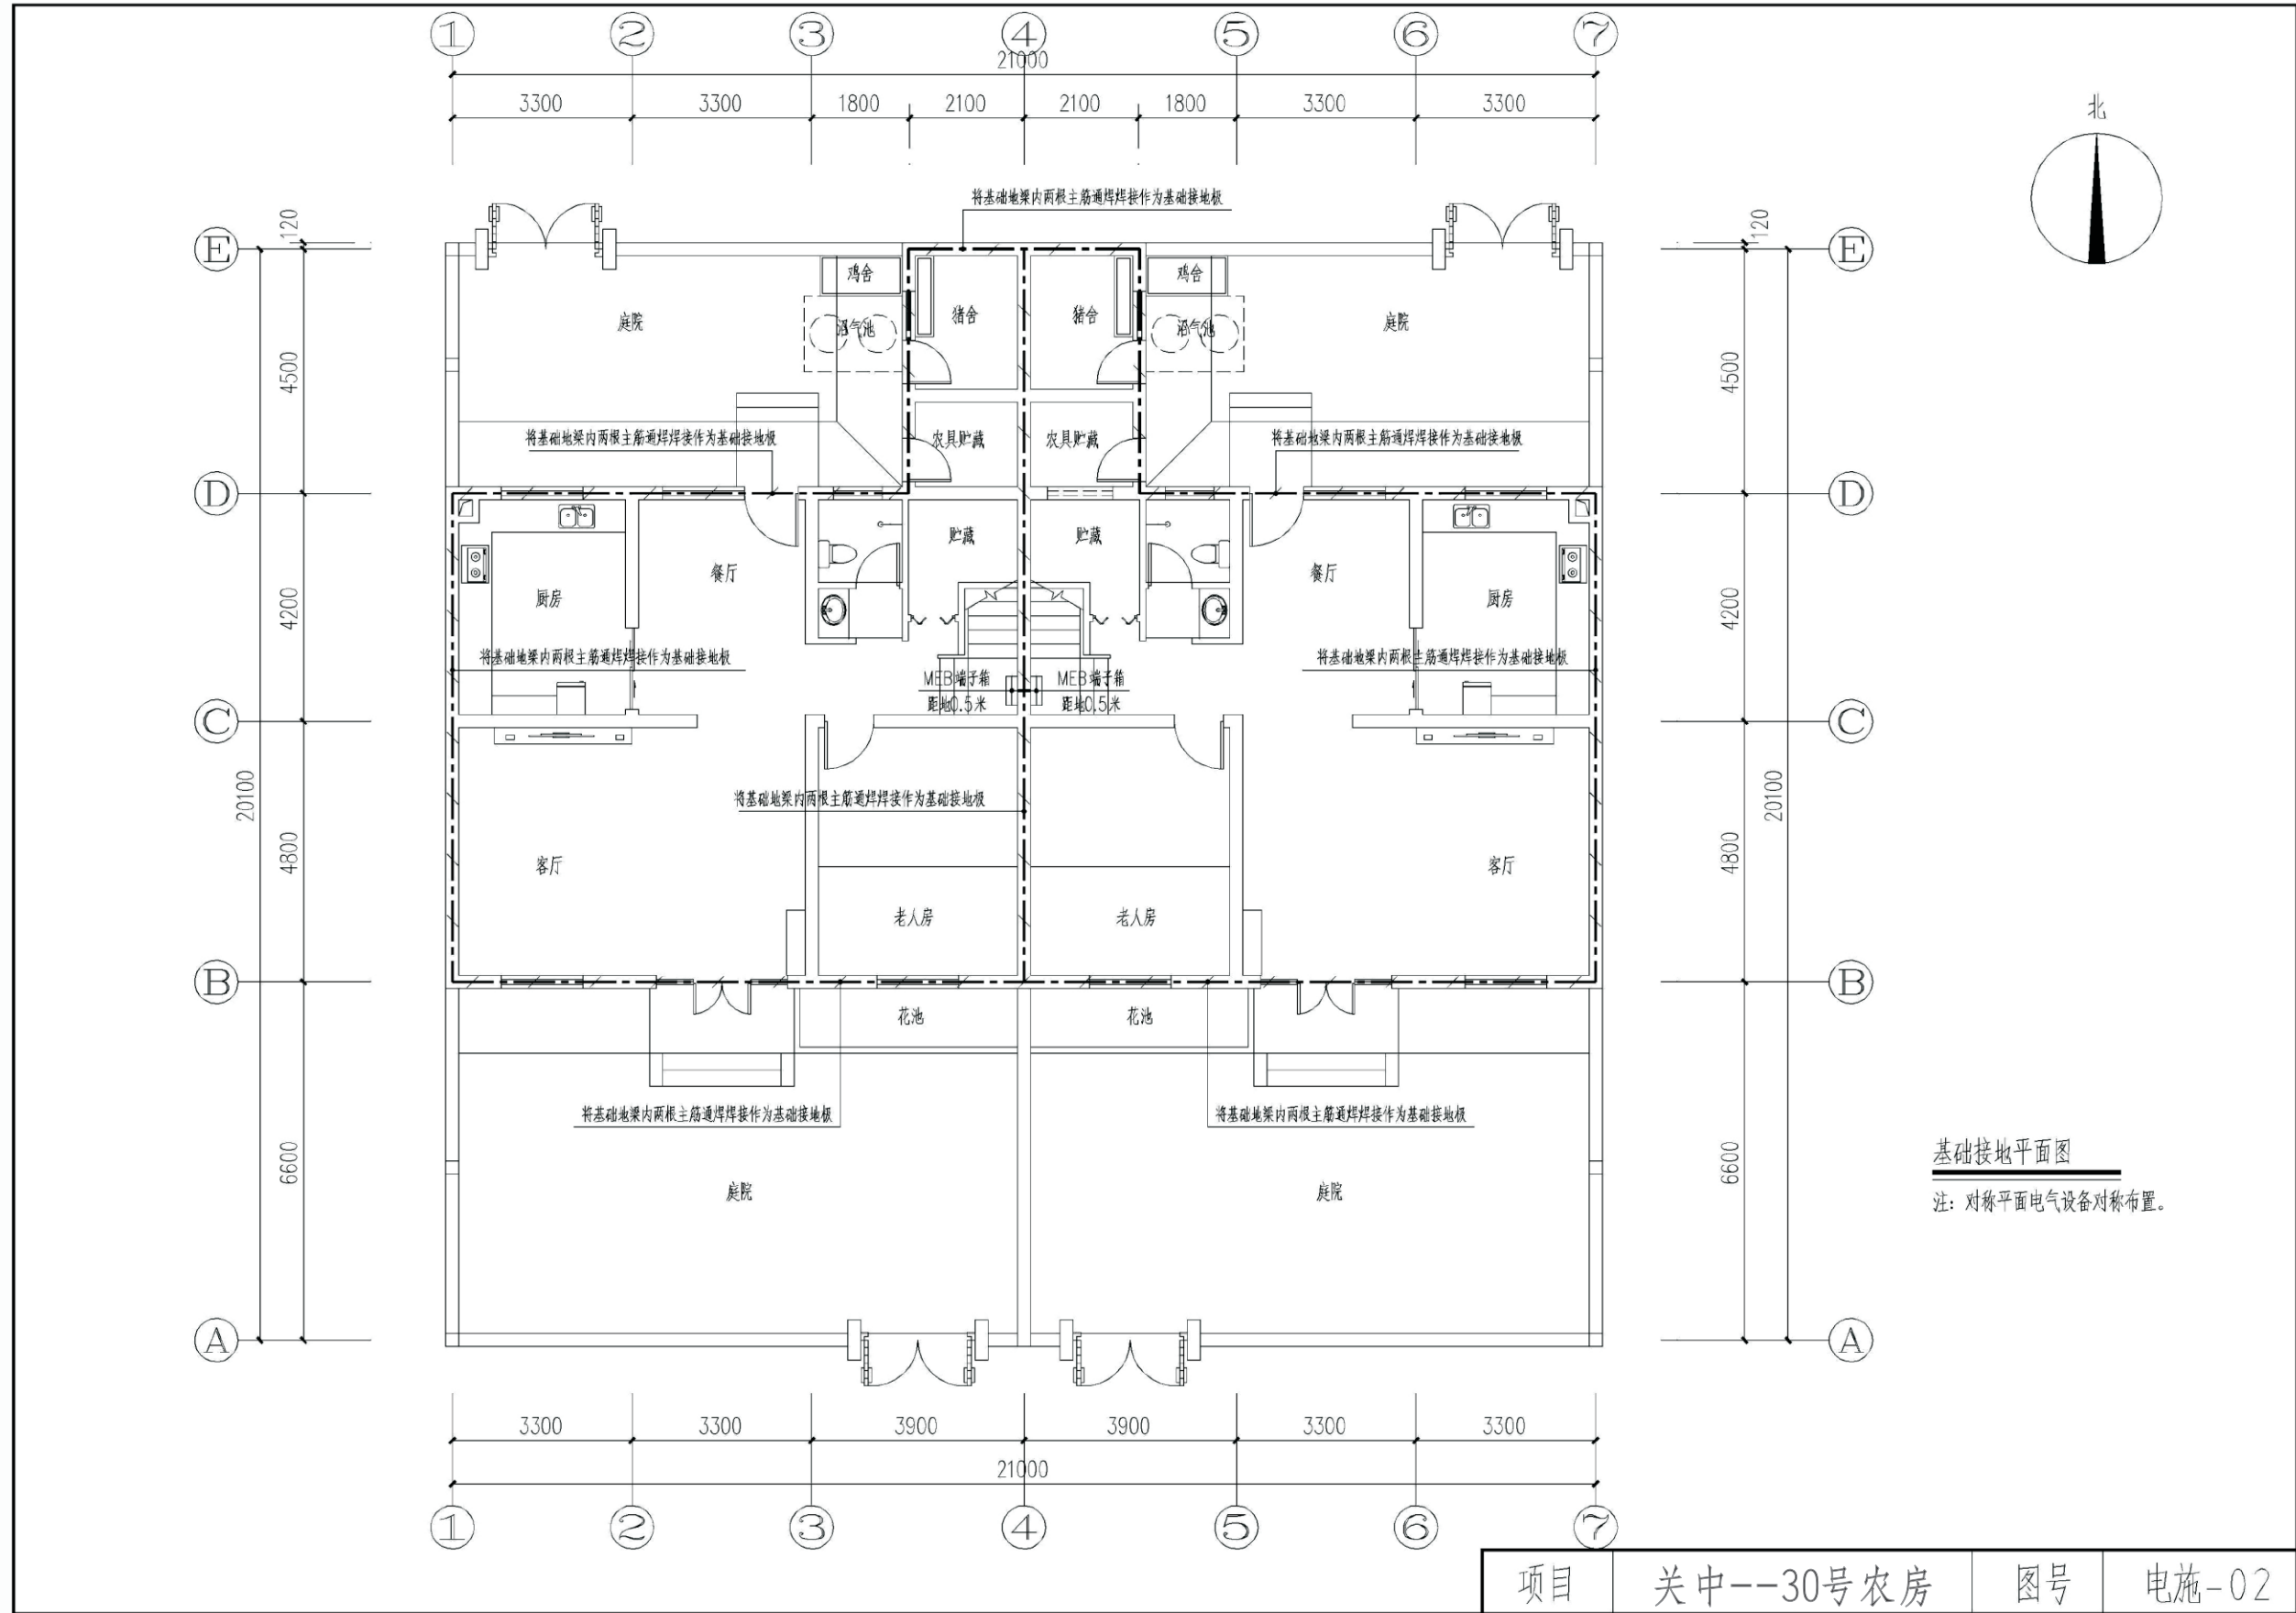 1 2 3 4 5 6 7
21000
3300 3300 1800 2100 2100 1800 3300 3300
北
将基础地梁内两根主筋通焊焊接作为基础接地极
120 120
E E
鸡舍 鸡舍
庭院 沼气池 猪舍 猪舍 沼气池 庭院
4500 4500
将基础地梁内两根主筋通焊焊接作为基础接地极 农具贮藏 农具贮藏 将基础地梁内两根主筋通焊焊接作为基础接地极
D D
贮藏 贮藏
餐厅 餐厅
厨房 厨房
4200 4200
将基础地梁内两根主筋通焊焊接作为基础接地极 将基础地梁内两根主筋通焊焊接作为基础接地极
MEB端子箱 MEB端子箱
距地0.5米 距地0.5米
C C
20100 20100
将基础地梁内两根主筋通焊焊接作为基础接地极
4800 4800
客厅 客厅
老人房 老人房
B B
花池 花池
将基础地梁内两根主筋通焊焊接作为基础接地极 将基础地梁内两根主筋通焊焊接作为基础接地极
6600 6600
基础接地平面图
庭院 庭院
注：对称平面电气设备对称布置。
A A
3300 3300 3900 3900 3300 3300
21000
1 2 3 4 5 6 7
项目 关中--30号农房 图号 电施-02